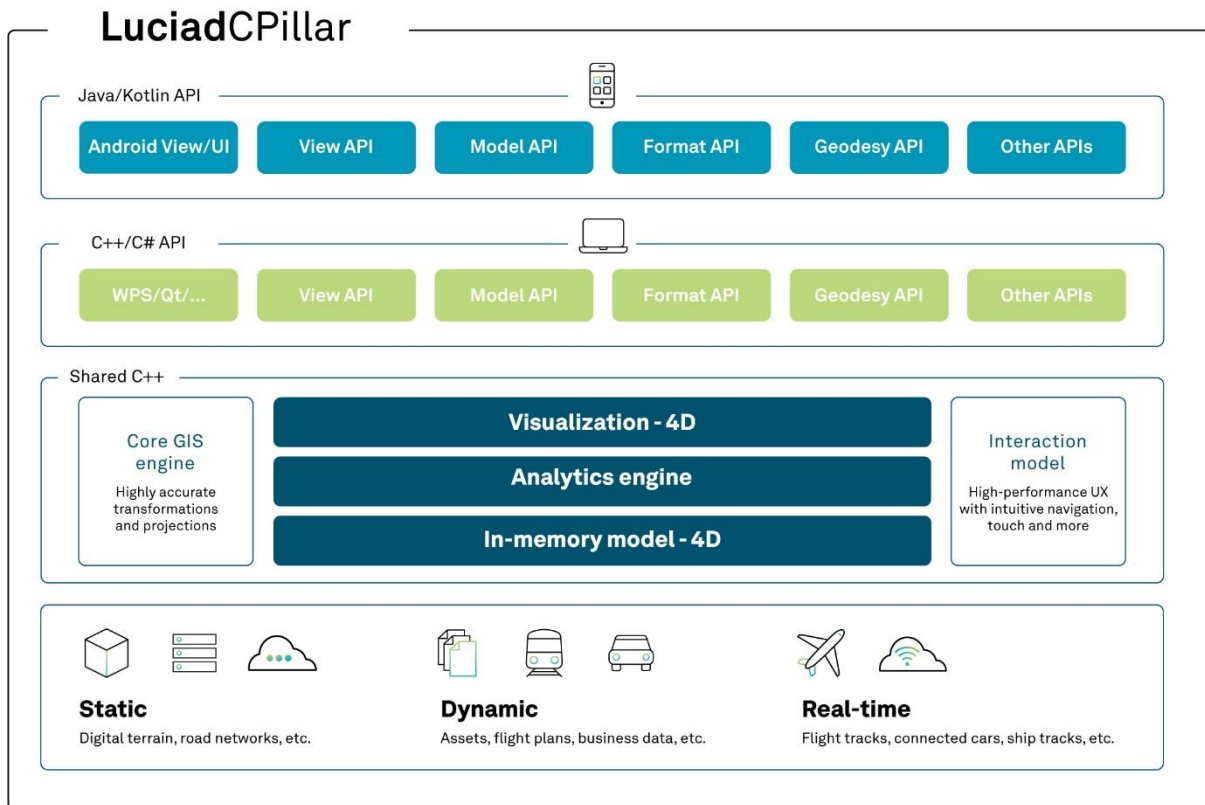 LuciadCPillar
Java/Kotlin API
Android View/UI
View API
Model API
Format API
Geodesy API
Other APIs
C++/C# API
WPS/Qt/...
View API
Model API
Format API
Geodesy API
Other APIs
Shared C++
Core GIS
engine
Highly accurate
transformations
and projections
Visualization - 4D
Analytics engine
In-memory model - 4D
Interaction
model
High-performance UX
with intuitive navigation,
touch and more
Static
Digital terrain, road networks, etc.
Dynamic
Assets, flight plans, business data, etc.
Real-time
Flight tracks, connected cars, ship tracks, etc.